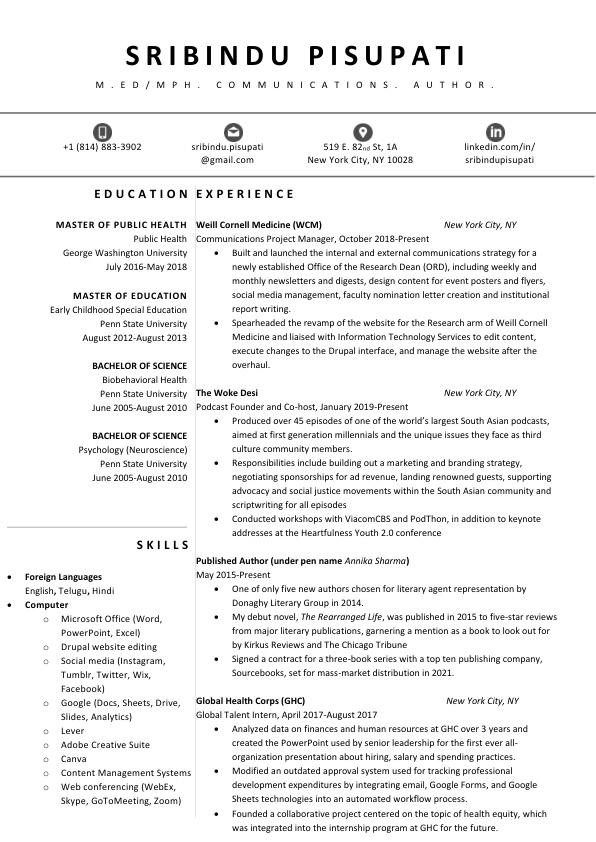 SRIBINDU PISUPATI
M.ED/MPH. COMMUNICATIONS. AUTHOR.
+1 (814) 883-3902
sribindu.pisupati
@gmail.com
519 E. 82nd St, 1A
New York City, NY 10028
linkedin.com/in/
sribindupisupati
EDUCATION
MASTER OF PUBLIC HEALTH
Public Health
George Washington University
July 2016-May 2018
MASTER OF EDUCATION
Early Childhood Special Education
Penn State University
August 2012-August 2013
BACHELOR OF SCIENCE
Biobehavioral Health
Penn State University
June 2005-August 2010
BACHELOR OF SCIENCE
Psychology (Neuroscience)
Penn State University
June 2005-August 2010
SKILLS
• Foreign Languages
English, Telugu, Hindi
• Computer
o Microsoft Office (Word,
PowerPoint, Excel)
o Drupal website editing
o Social media (Instagram,
Tumblr, Twitter, Wix,
Facebook)
o Google (Docs, Sheets, Drive,
Slides, Analytics)
o Lever
o Adobe Creative Suite
o Canva
o Content Management Systems
o Web conferencing (WebEx,
Skype, GoToMeeting, Zoom)
EXPERIENCE
Weill Cornell Medicine (WCM) New York City, NY
Communications Project Manager, October 2018-Present
• Built and launched the internal and external communications strategy for a
newly established Office of the Research Dean (ORD), including weekly and
monthly newsletters and digests, design content for event posters and flyers,
social media management, faculty nomination letter creation and institutional
report writing.
• Spearheaded the revamp of the website for the Research arm of Weill Cornell
Medicine and liaised with Information Technology Services to edit content,
execute changes to the Drupal interface, and manage the website after the
overhaul.
The Woke Desi New York City, NY
Podcast Founder and Co-host, January 2019-Present
• Produced over 45 episodes of one of the world's largest South Asian podcasts,
aimed at first generation millennials and the unique issues they face as third
culture community members.
• Responsibilities include building out a marketing and branding strategy,
negotiating sponsorships for ad revenue, landing renowned guests, supporting
advocacy and social justice movements within the South Asian community and
scriptwriting for all episodes
• Conducted workshops with ViacomCBS and PodThon, in addition to keynote
addresses at the Heartfulness Youth 2.0 conference
Published Author (under pen name Annika Sharma)
May 2015-Present
• One of only five new authors chosen for literary agent representation by
Donaghy Literary Group in 2014.
• My debut novel, The Rearranged Life, was published in 2015 to five-star reviews
from major literary publications, garnering a mention as a book to look out for
by Kirkus Reviews and The Chicago Tribune
• Signed a contract for a three-book series with a top ten publishing company,
Sourcebooks, set for mass-market distribution in 2021.
Global Health Corps (GHC) New York City, NY
Global Talent Intern, April 2017-August 2017
• Analyzed data on finances and human resources at GHC over 3 years and
created the PowerPoint used by senior leadership for the first ever all-
organization presentation about hiring, salary and spending practices.
• Modified an outdated approval system used for tracking professional
development expenditures by integrating email, Google Forms, and Google
Sheets technologies into an automated workflow process.
• Founded a collaborative project centered on the topic of health equity, which
was integrated into the internship program at GHC for the future.